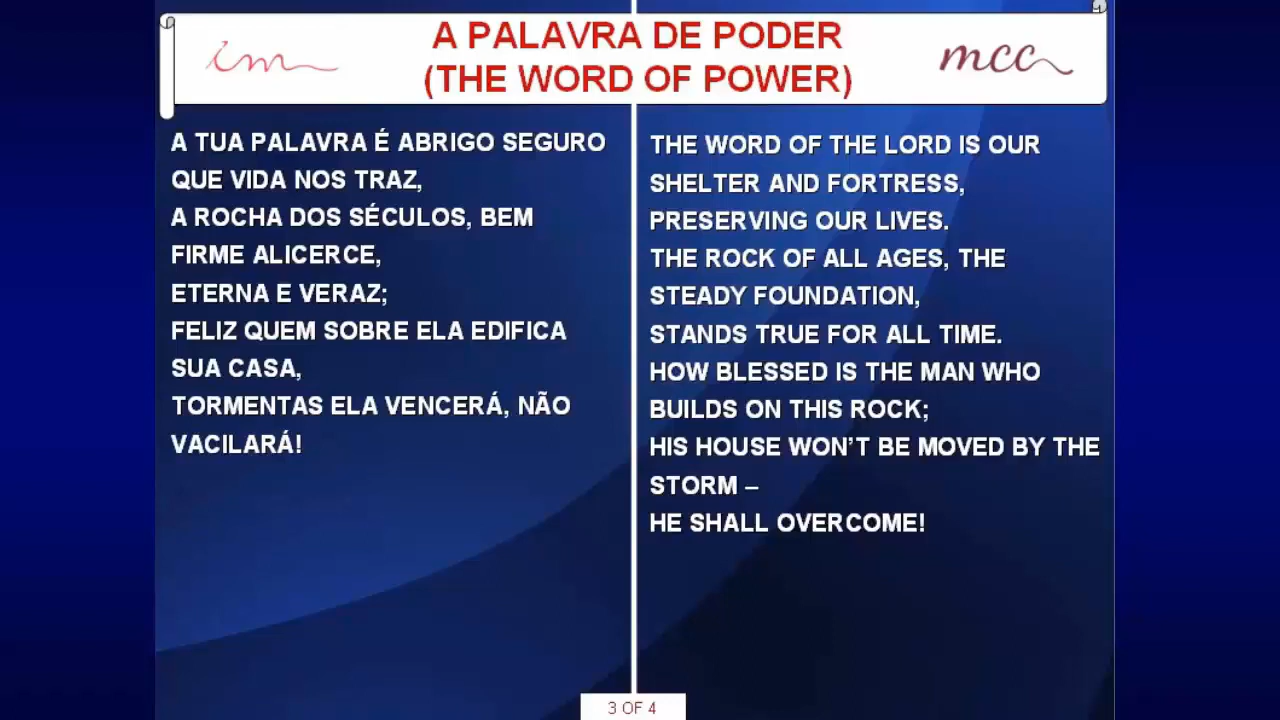 A PALAVRA DE PODER
(THE WORD OF POWER)
im
mcc
A TUA PALAVRA É ABRIGO SEGURO
QUE VIDA NOS TRAZ,
A ROCHA DOS SÉCULOS, BEM
FIRME ALICERCE,
ETERNA E VERAZ;
FELIZ QUEM SOBRE ELA EDIFICA
SUA CASA,
TORMENTAS ELA VENCERÁ, NÃO
VACILARÁ!
THE WORD OF THE LORD IS OUR
SHELTER AND FORTRESS,
PRESERVING OUR LIVES.
THE ROCK OF ALL AGES, THE
STEADY FOUNDATION,
STANDS TRUE FOR ALL TIME.
HOW BLESSED IS THE MAN WHO
BUILDS ON THIS ROCK;
HIS HOUSE WON’T BE MOVED BY THE
STORM –
HE SHALL OVERCOME!
3 OF 4